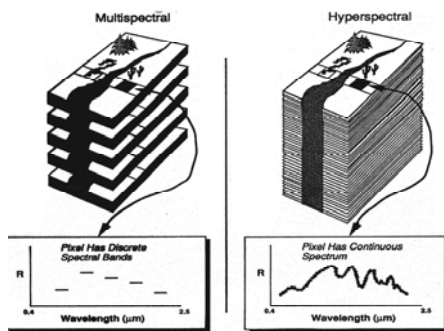 Multispectral
Hyperspectral
Pixel Has Discrete
Spectral Bands
R
0.4
2.5
Wavelength (μm)
Pixel Has Continuous
Spectrum
R
0.4
2.5
Wavelength (μm)